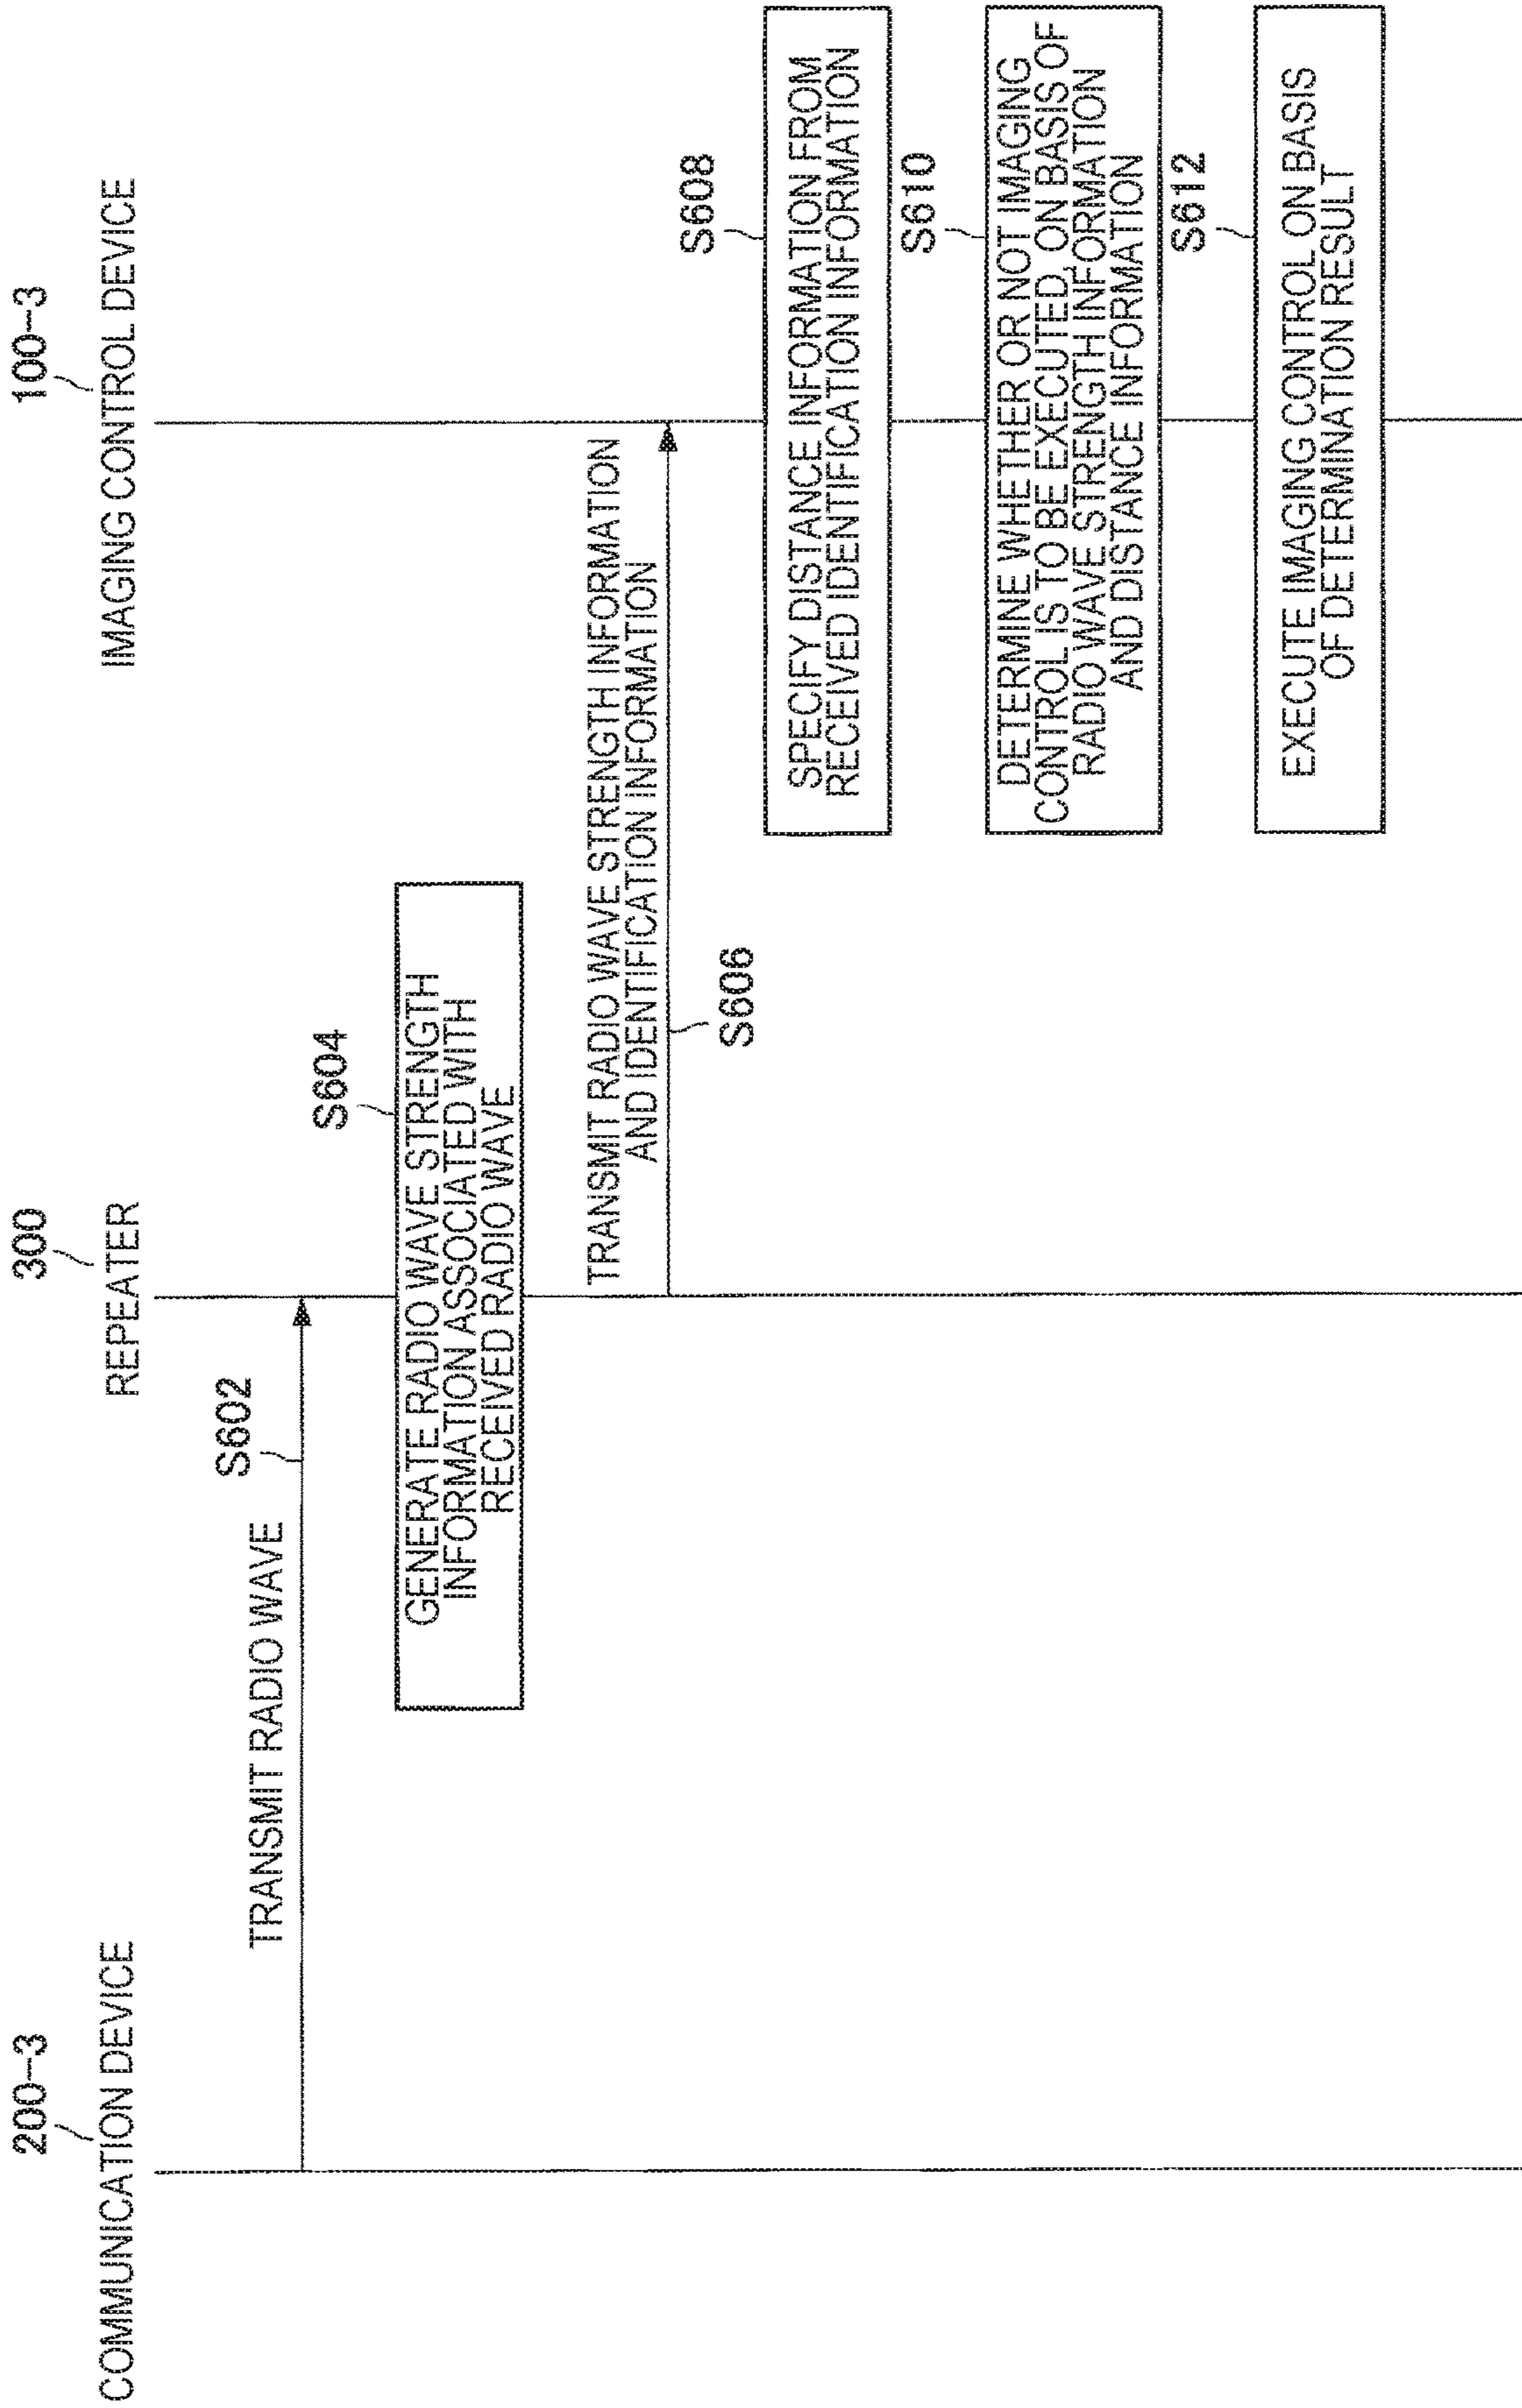 200-3
COMMUNICATION DEVICE
300
REPEATER
100-3
IMAGING CONTROL DEVICE
TRANSMIT RADIO WAVE
S602
S604
GENERATE RADIO WAVE STRENGTH
INFORMATION ASSOCIATED WITH
RECEIVED RADIO WAVE
TRANSMIT RADIO WAVE STRENGTH INFORMATION
AND IDENTIFICATION INFORMATION
S606
S608
SPECIFY DISTANCE INFORMATION FROM
RECEIVED IDENTIFICATION INFORMATION
S610
DETERMINE WHETHER OR NOT IMAGING
CONTROL IS TO BE EXECUTED, ON BASIS OF
RADIO WAVE STRENGTH INFORMATION
AND DISTANCE INFORMATION
S612
EXECUTE IMAGING CONTROL ON BASIS
OF DETERMINATION RESULT